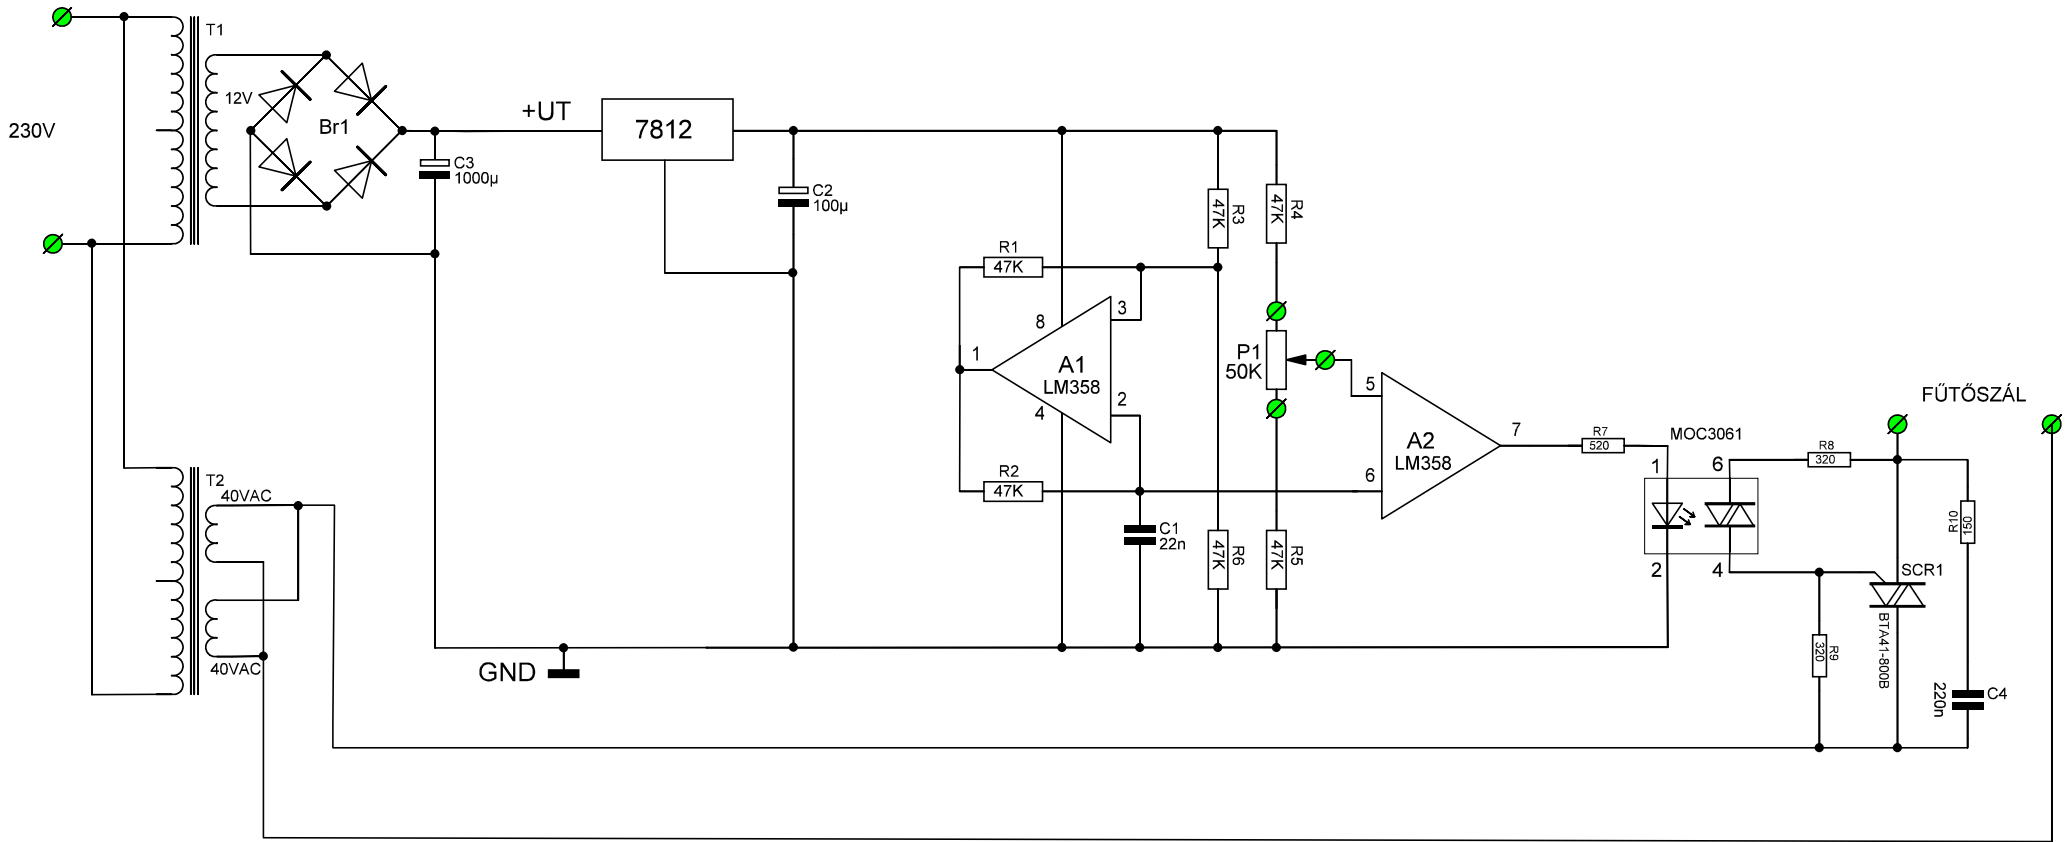 T1
230V
12V
Br1
+UT
7812
C3
1000µ
C2
100µ
R3
47K
R4
47K
R1
47K
8
3
1
A1
LM358
4
2
P1
50K
5
R2
47K
C1
22n
R6
47K
R5
47K
6
A2
LM358
7
R7
520
MOC3061
1
6
2
4
R8
320
FŰTŐSZÁL
R10
150
SCR1
BTA41-800B
R9
320
220n
C4
T2
40VAC
40VAC
GND